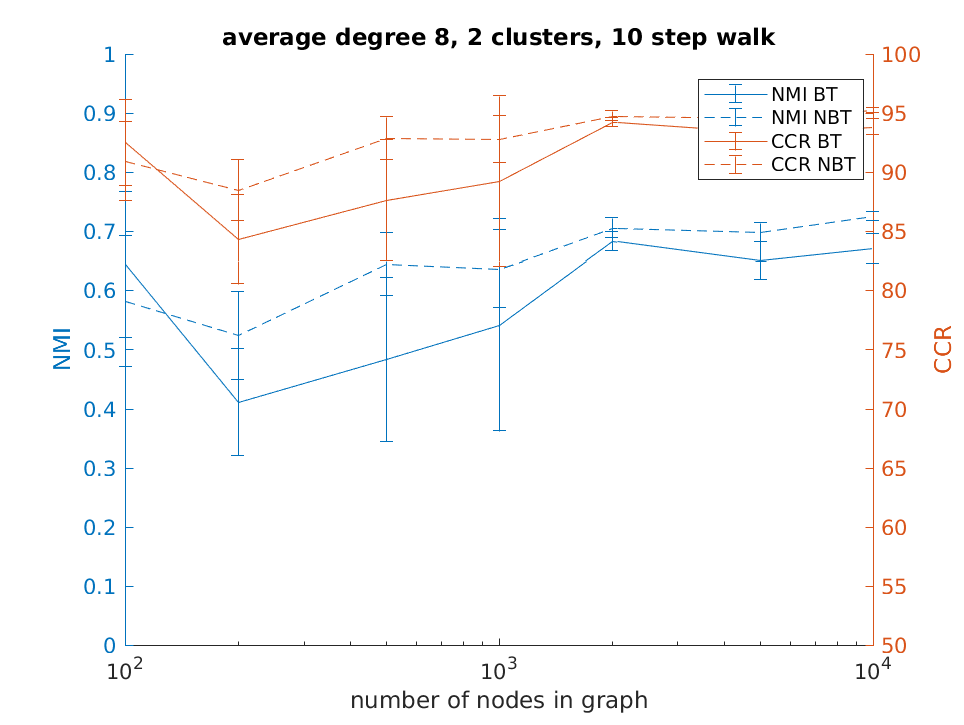 average degree 8, 2 clusters, 10 step walk
1
0.9
0.8
0.7
0.6
0.5
0.4
0.3
0.2
0.1
0
NMI
100
95
90
85
80
75
70
65
60
55
50
CCR
NMI BT
NMI NBT
CCR BT
CCR NBT
10² 10³ 10⁴
number of nodes in graph